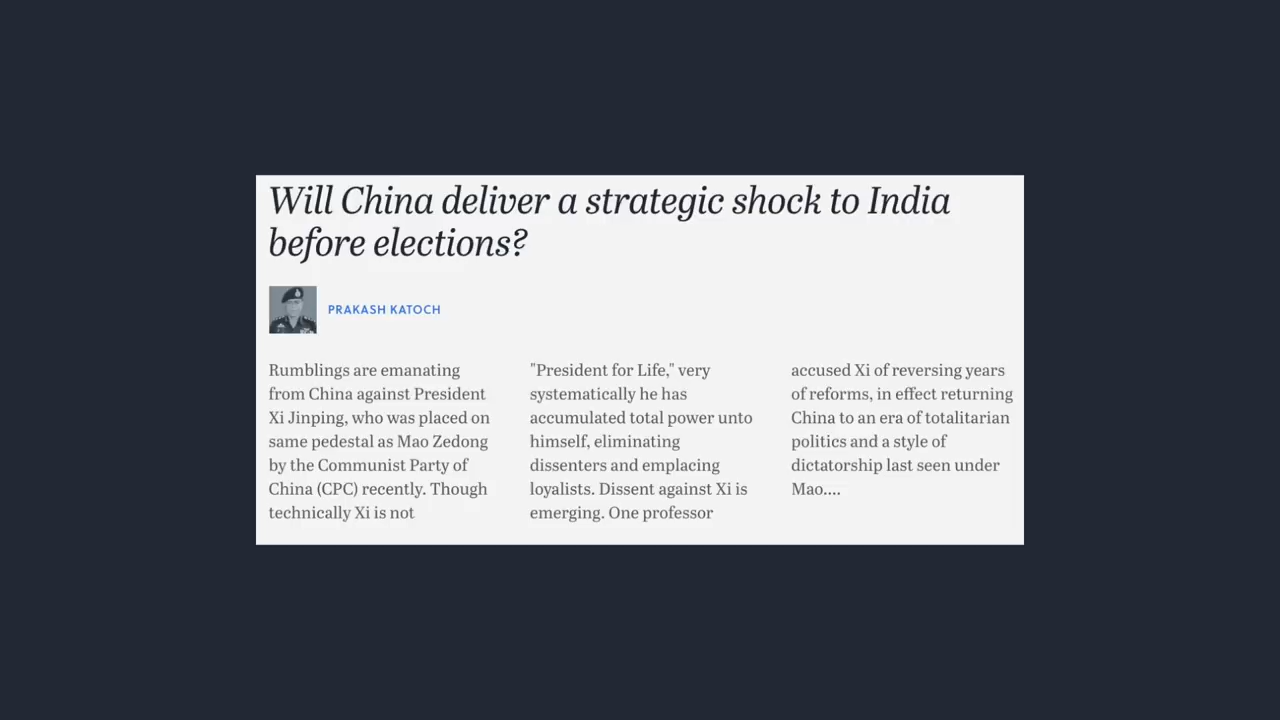 Will China deliver a strategic shock to India
before elections?
PRAKASH KATOCH
Rumblings are emanating
from China against President
Xi Jinping, who was placed on
same pedestal as Mao Zedong
by the Communist Party of
China (CPC) recently. Though
technically Xi is not
"President for Life," very
systematically he has
accumulated total power unto
himself, eliminating
dissenters and emplacing
loyalists. Dissent against Xi is
emerging. One professor
accused Xi of reversing years
of reforms, in effect returning
China to an era of totalitarian
politics and a style of
dictatorship last seen under
Mao....